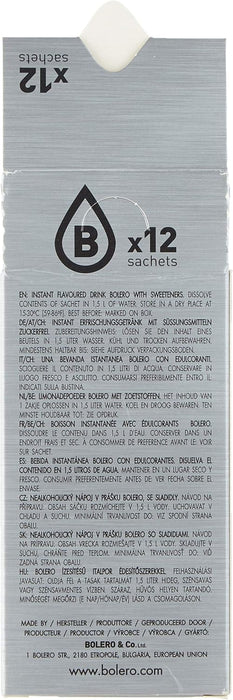 x12
sachets
B
x12
sachets
EN: INSTANT FLAVOURED DRINK BOLERO WITH SWEETENERS. DISSOLVE
CONTENTS OF SACHET IN 1,5 L OF WATER. STORE IN A DRY PLACE AT
15-30ºC (59-86ºF). BEST BEFORE: MARKED ON BOX.
DE/AT/CH: INSTANT ERFRISCHUNGSGETRÄNK MIT SÜSSUNGSMITTELN
ZUCKERFREI. ZUBEREITUNGSHINWEIS: LÖSEN SIE DEN INHALT EINES
BEUTELS IN 1,5 LITER WASSER. KÜHL UND TROCKEN AUFBEWAHREN.
MINDESTENS HALTBAR BIS: SIEHE AUFDRUCK VERPACKUNGSBODEN.
IT/CH: UNA BEVANDA ISTANTANEA BOLERO CON EDULCORANTI.
SCIOGLIERE IL CONTENUTO IN 1,5 LITRI DI ACQUA. CONSERVARE IN
LUOGO FRESCO E ASCIUTTO. CONSUMARSI PREFERIBILMENTE ENTRO IL
INDICATI IN SULLA BUSTINA.
NL/BE: LIMONADEPOEDER BOLERO MET ZOETSTOFFEN. HET INHOUD VAN
1 ZAKJE OPLOSSEN IN 1,5 LITER WATER. KOEL EN DROOG BEWAREN. TEN
MINSTE HOUDBAAR TOT: ZIE OPDRUK.
FR/BE/CH: BOISSON INSTANTANÉE AVEC ÉDULCORANTS BOLERO.
DISSOUDRE LE CONTENU DANS 1,5 L D'EAU. CONSERVER DANS UN
ENDROIT FRAIS ET SEC. À CONSOMMER DE PRÉFÉRENCE AVANT LE: VOIR
SUR SACHET.
ES: BEBIDA INSTANTÁNEA BOLERO CON EDULCORANTES. DISUELVA EL
CONTENIDO EN 1,5 LITROS DE AGUA. MANTENER EN UN LUGAR SECO Y
FRESCO. CONSUMIR PREFERENTEMENTE ANTES DE: VER FECHA SOBRE EL
ENVASE.
CZ: NEALKOHOLICKÝ NÁPOJ V PRÁŠKU BOLERO, SE SLADIDLY. NÁVOD NA
PŘÍPRAVU: OBSAH SÁČKU ROZMÍCHEJTE V 1,5 L VODY. UCHOVÁVAT V
CHLADU A SUCHU. MINIMÁLNÍ TRVANLIVOST DO: VIZ SPODNÍ STRANA
OBALU.
SK: NEALKOHOLICKÝ NÁPOJ V PRÁŠKU BOLERO SO SLADIDLAMI. NÁVOD
NA PRÍPRAVU: OBSAH VRECKA ROZMIEŠAJTE V 1,5 L VODY. SKLADUJTE V
SUCHU, CHRÁŇTE PRED TEPLOM. MINIMÁLNA TRVANLIVOSŤ DO: VIĎ NA
SPODNEJ STRANE OBALU.
HU: BOLERO ÍZESÍTÉSŰ ITALPOR ÉDESÍTŐSZEREKKEL. FELHASZNÁLÁSI
JAVASLAT: OLDJA FEL A TASAK TARTALMÁT 1,5 LITER HIDEG, SZÉNSAVAS
VAGY SZÉNSAVMENTES VÍZBEN. SZÁRAZ, HŰVÖS HELYEN TARTANDÓ.
MINŐSÉGÉT MEGŐRZI (E NAP/HÓNAP/ÉV) LÁSD A CSOMAGOLÁSON.
MADE BY / HERSTELLER / PRODUTTORE / GEPRODUCEERD DOOR /
PRODUCTEUR / PRODUCTOR / VÝROBCE / VÝROBCA / GYÁRTÓ:
BOLERO & Co. Ltd.
1 BOLERO STR., 2180 ETROPOLE, BULGARIA, EUROPEAN UNION
www.bolero.com